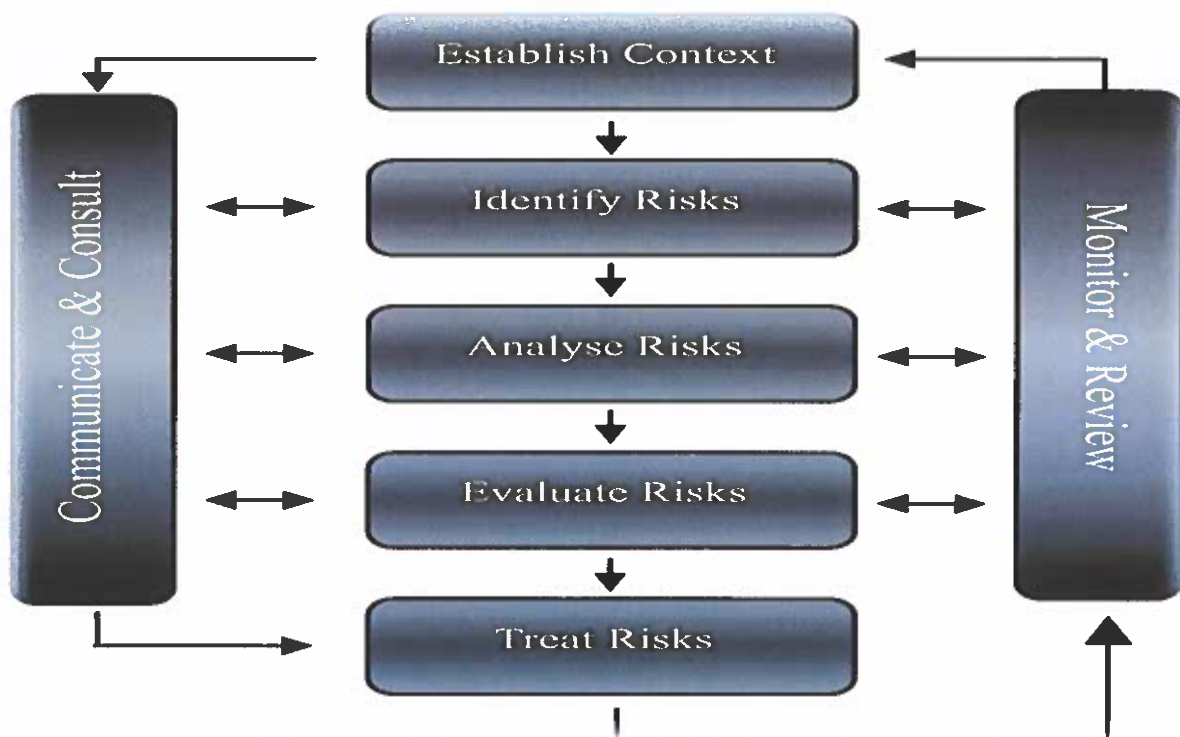 Establish Context
Communicate & Consult
Identify Risks
Monitor & Review
Analyse Risks
Evaluate Risks
Treat Risks